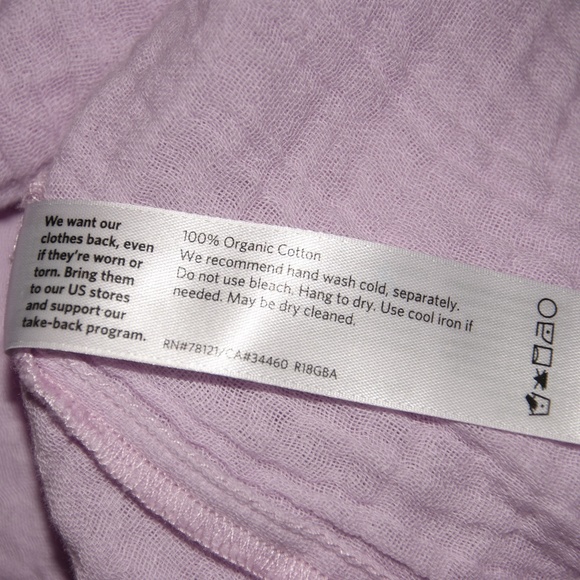 We want our
clothes back, even
if they're worn or
torn. Bring them
to our US stores
and support our
take-back program.
100% Organic Cotton
We recommend hand wash cold, separately.
Do not use bleach. Hang to dry. Use cool iron if
needed. May be dry cleaned.
RN#78121/CA#34460 R18GBA